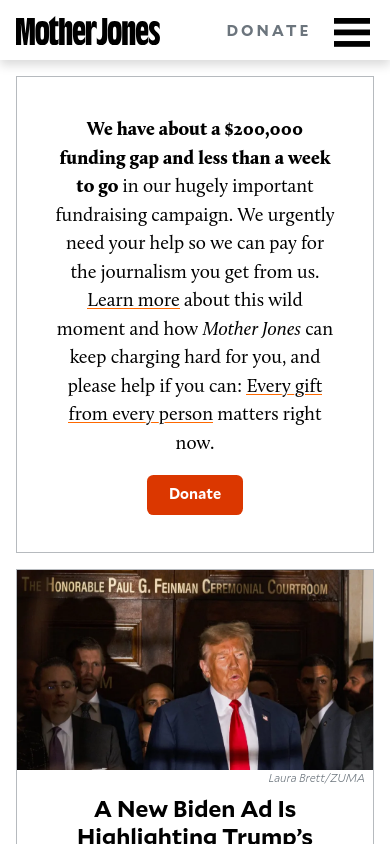 Mother Jones
DONATE
We have about a $200,000
funding gap and less than a week
to go in our hugely important
fundraising campaign. We urgently
need your help so we can pay for
the journalism you get from us.
Learn more about this wild
moment and how Mother Jones can
keep charging hard for you, and
please help if you can: Every gift
from every person matters right
now.
Donate
The Honorable Paul G. Feinman Ceremonial Courtroom
Laura Brett/ZUMA
A New Biden Ad Is
Highlighting Trump’s